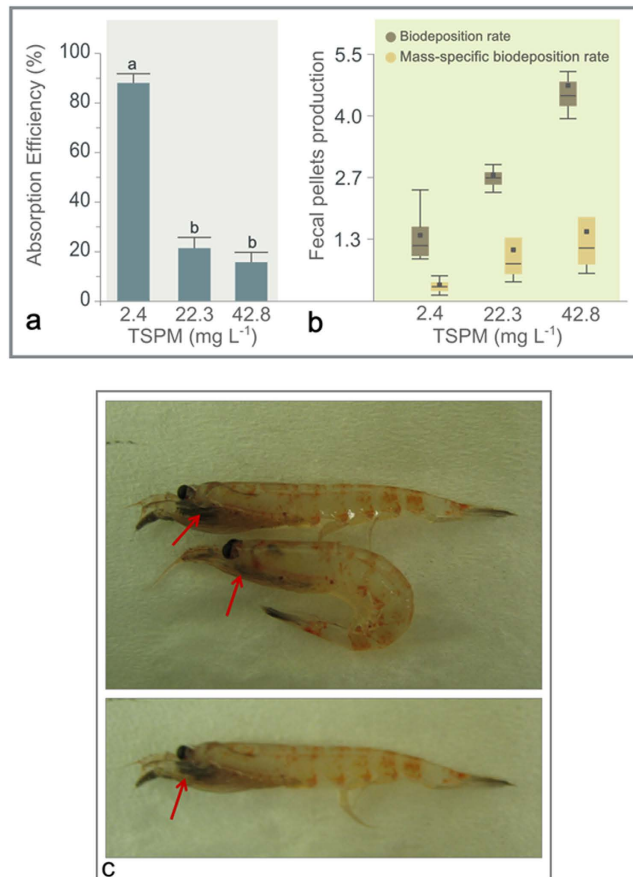 Absorption Efficiency (%)
100
80
60
40
20
0
a
b
b
2.4 22.3 42.8
TSPM (mg L-1)
a
Biodeposition rate
Mass-specific biodeposition rate
Fecal pellets production
5.5
4.0
2.7
1.3
2.4 22.3 42.8
TSPM (mg L-1)
b
c